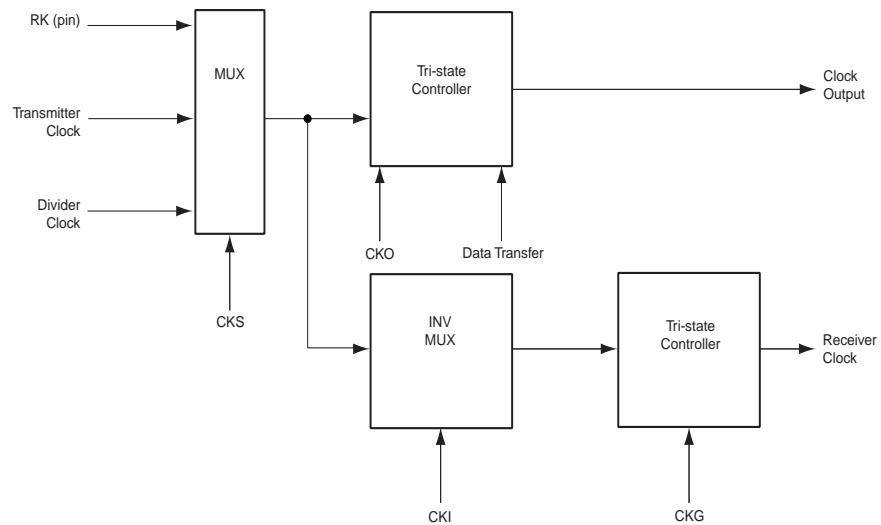 RK (pin)
MUX
Tri-state
Controller
Clock
Output
Transmitter
Clock
Divider
Clock
CKO
Data Transfer
CKS
INV
MUX
Tri-state
Controller
Receiver
Clock
CKI
CKG